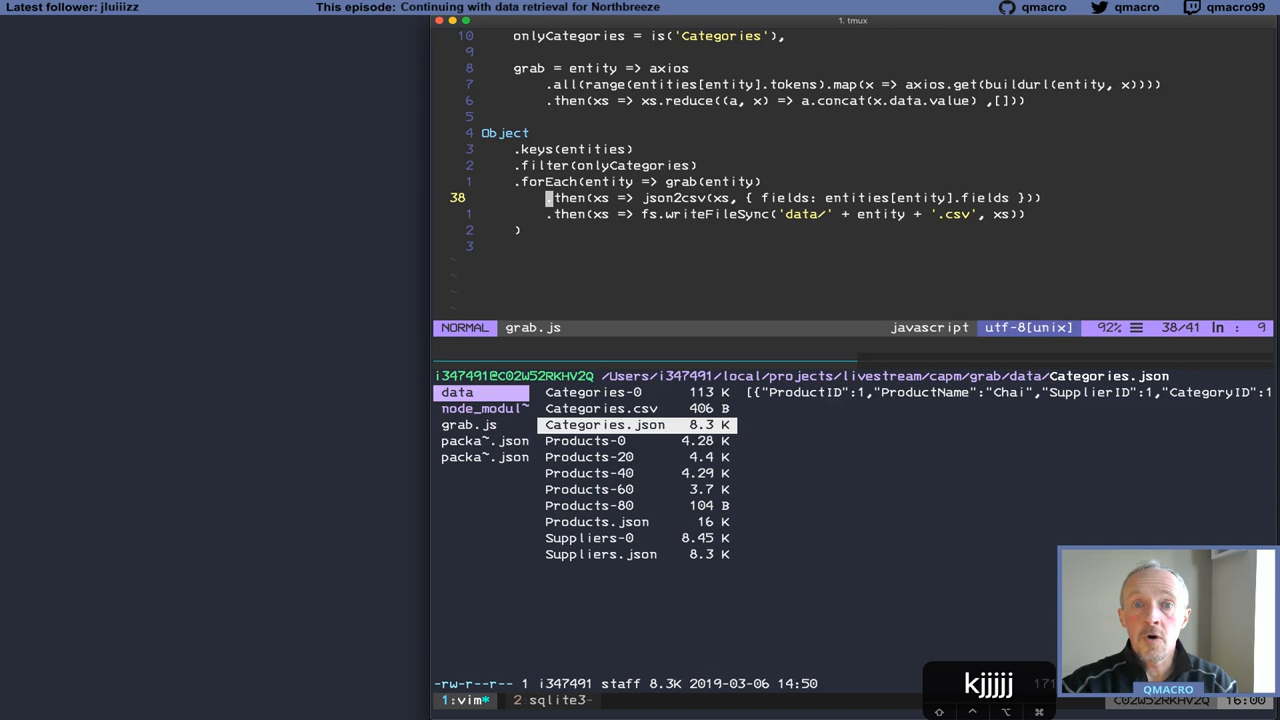 Latest follower: jluiiizz
This episode: Continuing with data retrieval for Northbreeze
qmacro
qmacro
qmacro99
1. tmux
10 onlyCategories = is('Categories'),
9
8 grab = entity => axios
7 .all(range(entities[entity].tokens).map(x => axios.get(buildurl(entity, x))))
6 .then(xs => xs.reduce((a, x) => a.concat(x.data.value) ,[]))
5
4 Object
3 .keys(entities)
2 .filter(onlyCategories)
1 .forEach(entity => grab(entity)
38 .then(xs => json2csv(xs, { fields: entities[entity].fields }))
1 .then(xs => fs.writeFileSync('data/' + entity + '.csv', xs))
2 )
3
~
~
~
~
NORMAL grab.js javascript utf-8[unix] 92% ☰ 38/41 ln : 9
i347491@C02W52RKHV2Q /Users/i347491/local/projects/livestream/capm/grab/data/Categories.json
data Categories-0 113 K [{"ProductID":1,"ProductName":"Chai","SupplierID":1,"CategoryID":1
node_modul~ Categories.csv 406 B
grab.js Categories.json 8.3 K
packa~.json Products-0 4.28 K
packa~.json Products-20 4.4 K
Products-40 4.29 K
Products-60 3.7 K
Products-80 104 B
Products.json 16 K
Suppliers-0 8.45 K
Suppliers.json 8.3 K
-rw-r--r-- 1 i347491 staff 8.3K 2019-03-06 14:50
kjjjjj
⇧ ⌃ ⌥ ⌘
QMACRO
1:vim* 2 sqlite3- C02W52RKHV2Q 16:00